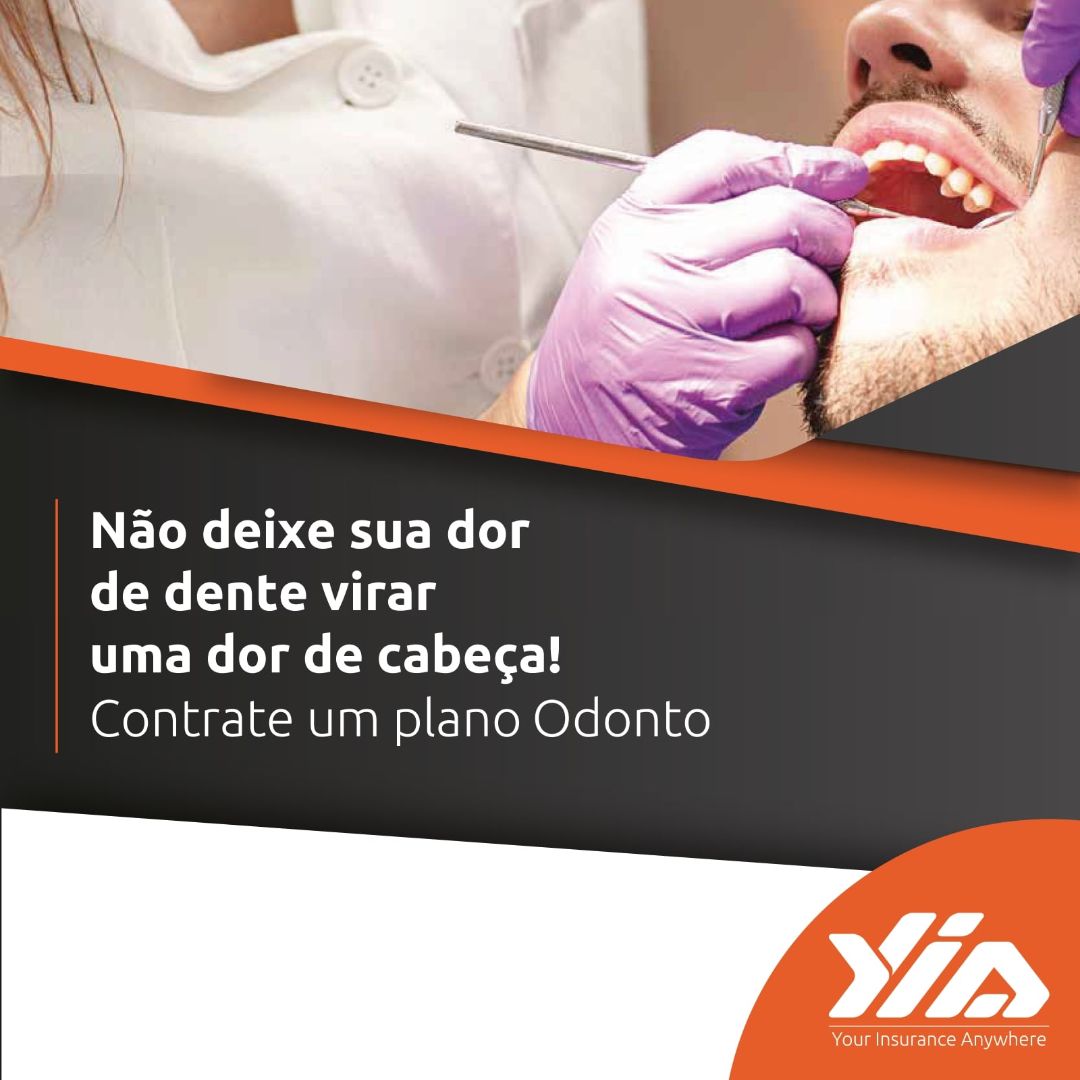 Não deixe sua dor
de dente virar
uma dor de cabeça!
Contrate um plano Odonto
YIA
Your Insurance Anywhere